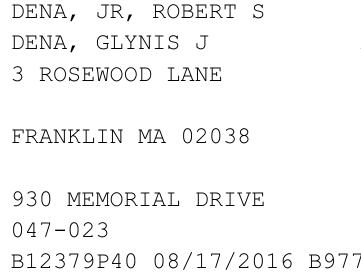 DENA, JR, ROBERT S
DENA, GLYNIS J
3 ROSEWOOD LANE
FRANKLIN MA 02038
930 MEMORIAL DRIVE
047-023
B12379P40 08/17/2016 B977